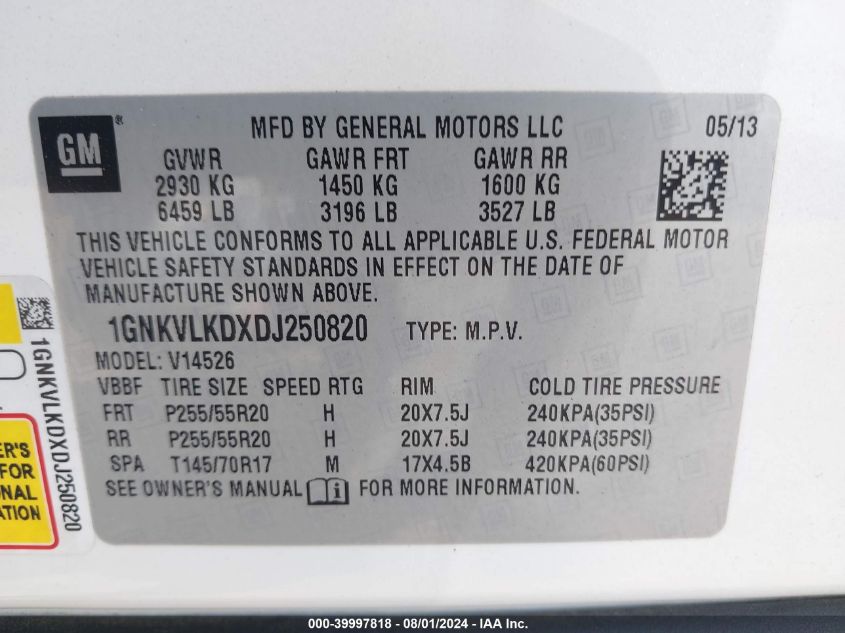 GM ® MFD BY GENERAL MOTORS LLC 05/13
GVWR GAWR FRT GAWR RR
2930 KG 1450 KG 1600 KG
6459 LB 3196 LB 3527 LB
THIS VEHICLE CONFORMS TO ALL APPLICABLE U.S. FEDERAL MOTOR
VEHICLE SAFETY STANDARDS IN EFFECT ON THE DATE OF
MANUFACTURE SHOWN ABOVE.
1GNKVLKDXDJ250820 TYPE: M.P.V.
MODEL: V14526
VBBF TIRE SIZE SPEED RTG RIM COLD TIRE PRESSURE
FRT P255/55R20 H 20X7.5J 240KPA(35PSI)
RR P255/55R20 H 20X7.5J 240KPA(35PSI)
SPA T145/70R17 M 17X4.5B 420KPA(60PSI)
SEE OWNER'S MANUAL i FOR MORE INFORMATION.
1GNKVLKDXDJ250820
ER'S
FOR
ONAL
ATION
000-39997818 - 08/01/2024 - IAA Inc.